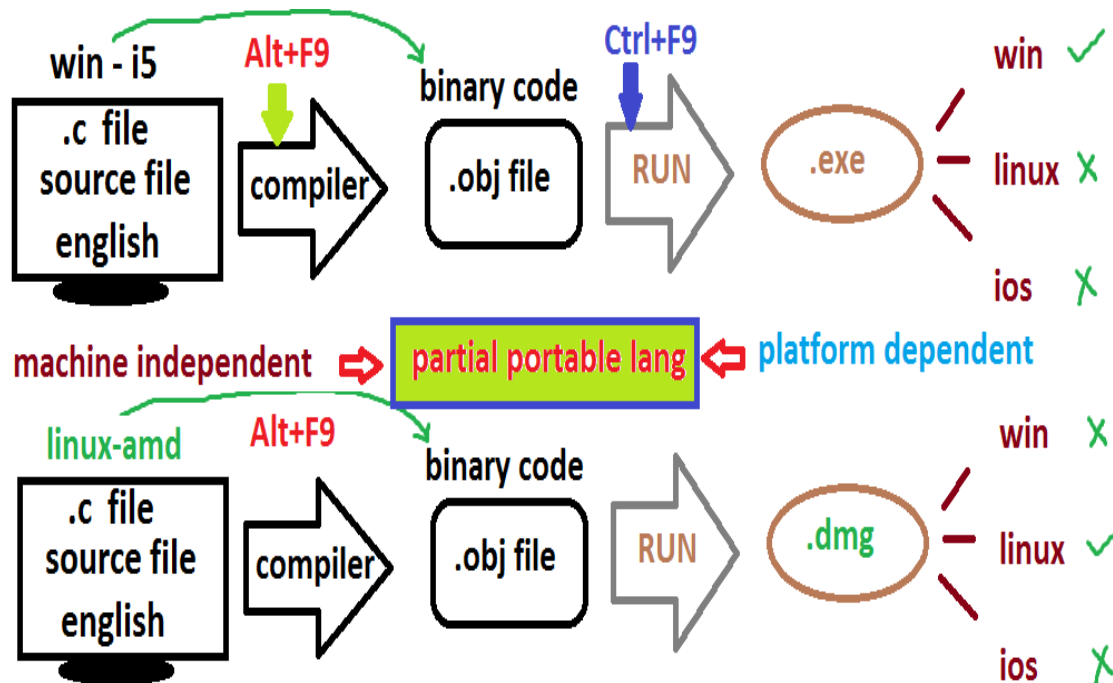 win - i5
Alt+F9
Ctrl+F9
win
binary code
.c file
source file
english
compiler
.obj file
RUN
.exe
linux
ios
machine independent
partial portable lang
platform dependent
linux-amd
Alt+F9
binary code
win
.c file
source file
english
compiler
.obj file
RUN
.dmg
linux
ios